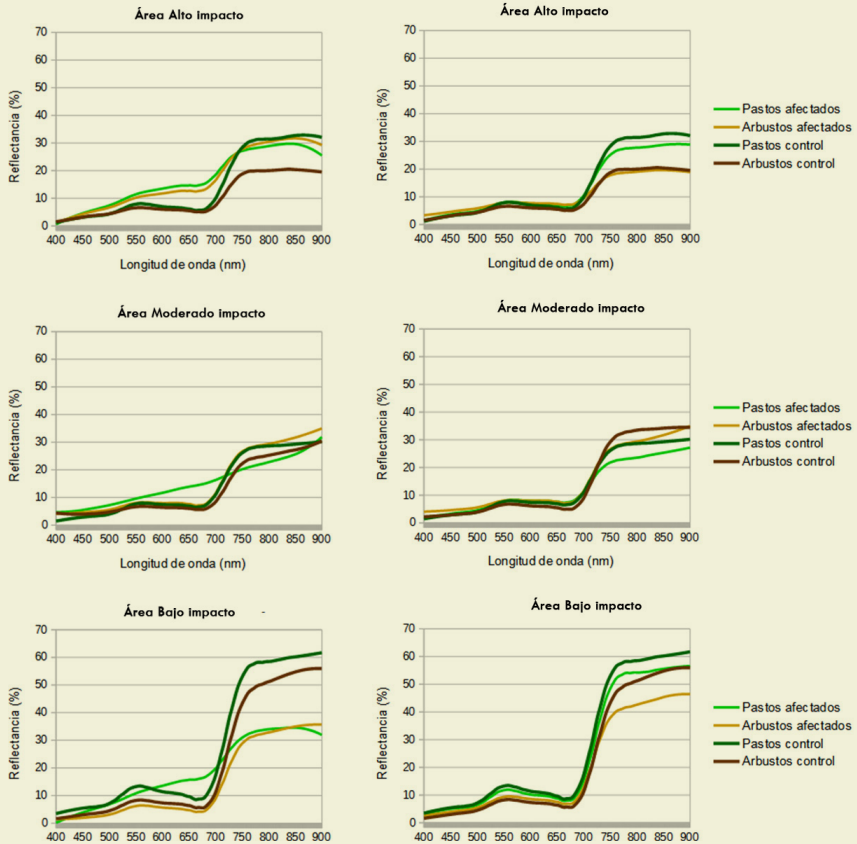 Área Alto impacto
Reflectancia (%)
70
60
50
40
30
20
10
0
400 450 500 550 600 650 700 750 800 850 900
Longitud de onda (nm)
Área Alto impacto
Reflectancia (%)
70
60
50
40
30
20
10
0
400 450 500 550 600 650 700 750 800 850 900
Longitud de onda (nm)
Pastos afectados
Arbustos afectados
Pastos control
Arbustos control
Área Moderado impacto
Reflectancia (%)
70
60
50
40
30
20
10
0
400 450 500 550 600 650 700 750 800 850 900
Longitud de onda (nm)
Área Moderado impacto
Reflectancia (%)
70
60
50
40
30
20
10
0
400 450 500 550 600 650 700 750 800 850 900
Longitud de onda (nm)
Pastos afectados
Arbustos afectados
Pastos control
Arbustos control
Área Bajo impacto -
Reflectancia (%)
70
60
50
40
30
20
10
0
400 450 500 550 600 650 700 750 800 850 900
Área Bajo impacto
Reflectancia (%)
70
60
50
40
30
20
10
0
400 450 500 550 600 650 700 750 800 850 900
Pastos afectados
Arbustos afectados
Pastos control
Arbustos control